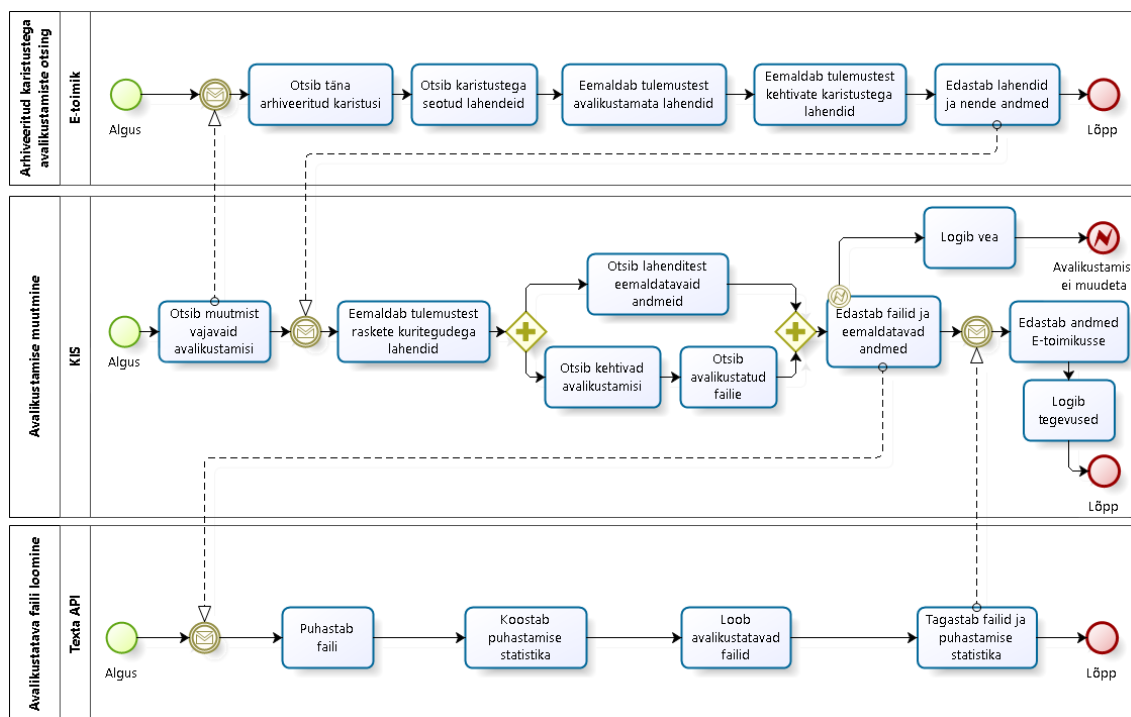 Arhiveeritud karistustega
avalikustamiste otsing
E-toimik
Algus
Otsib täna
arhiveeritud karistusi
Otsib karistustega
seotud lahendeid
Eemaldab tulemustest
avalikustamata lahendid
Eemaldab tulemustest
kehtivate karistustega
lahendid
Edastab lahendid
ja nende andmed
Lõpp
Avalikustamise muutmine
KIS
Algus
Otsib muutmist
vajavaid
avalikustamisi
Eemaldab tulemustest
raskete kuritegudega
lahendid
Otsib lahenditest
eemaldatavaid
andmeid
Otsib kehtivad
avalikustamisi
Otsib
avalikustatud
failie
Edastab failid ja
eemaldatavad
andmed
Logib vea
Avalikustamis
ei muudeta
Edastab andmed
E-toimikusse
Logib
tegevused
Lõpp
Avalikustatava faili loomine
Texta API
Algus
Puhastab
faili
Koostab
puhastamise
statistika
Loob
avalikustatavad
failid
Tagastab failid ja
puhastamise
statistika
Lõpp